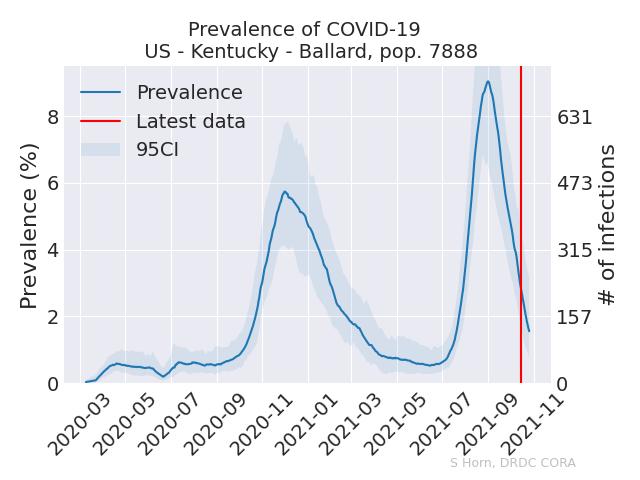 Prevalence of COVID-19
US - Kentucky - Ballard, pop. 7888
Prevalence
Latest data
95CI
Prevalence (%)
8
6
4
2
0
631
473
315
157
0
# of infections
2020-03
2020-05
2020-07
2020-09
2020-11
2021-01
2021-03
2021-05
2021-07
2021-09
2021-11
S Horn, DRDC CORA